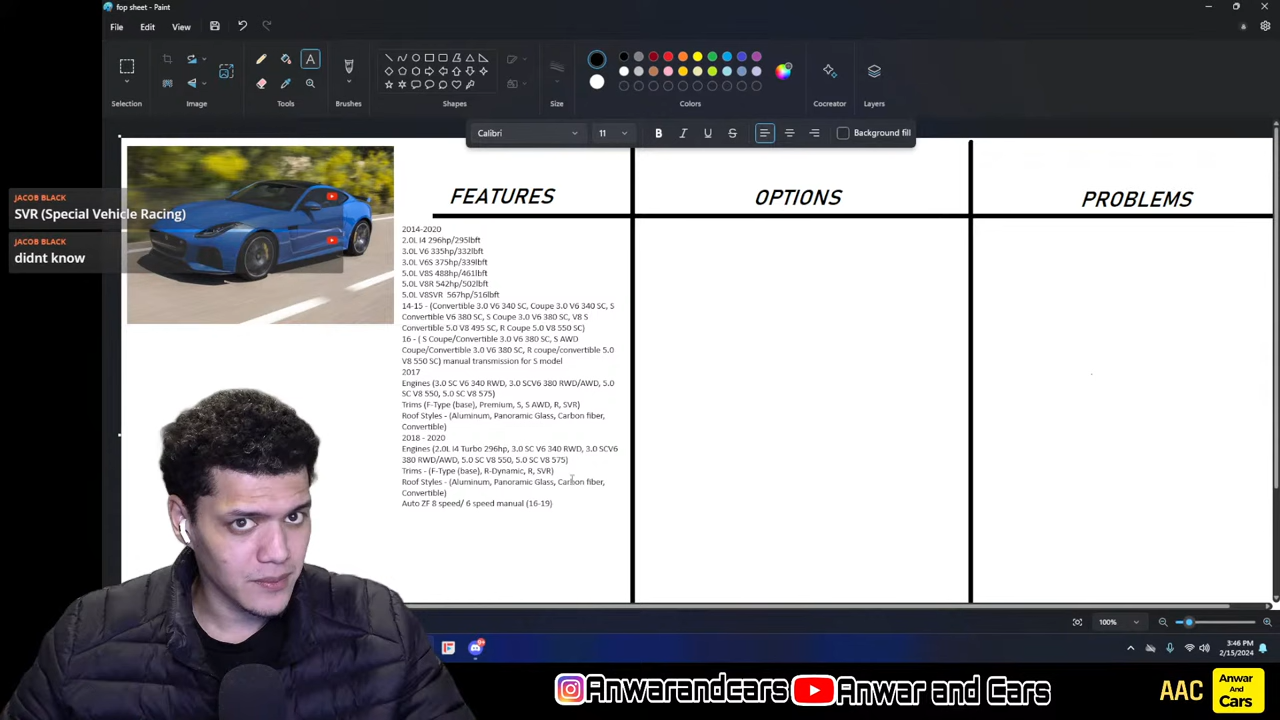 fop sheet - Paint
File
Edit
View
Selection
Image
Tools
Brushes
Shapes
Size
Colors
Cocreator
Layers
Calibri
11
B
I
U
S
Background fill
JACOB BLACK
SVR (Special Vehicle Racing)
JACOB BLACK
didnt know
FEATURES
OPTIONS
PROBLEMS
2014-2020
2.0L I4 296hp/295lbft
3.0L V6 335hp/332lbft
3.0L V6S 375hp/339lbft
5.0L V8S 488hp/461lbft
5.0L V8R 542hp/502lbft
5.0L V8SVR 567hp/516lbft
14-15 - (Convertible 3.0 V6 340 SC, Coupe 3.0 V6 340 SC, S
Convertible V6 380 SC, S Coupe 3.0 V6 380 SC, V8 S
Convertible 5.0 V8 495 SC, R Coupe 5.0 V8 550 SC)
16 - ( S Coupe/Convertible 3.0 V6 380 SC, S AWD
Coupe/Convertible 3.0 V6 380 SC, R coupe/convertible 5.0
V8 550 SC) manual transmission for S model
2017
Engines (3.0 SC V6 340 RWD, 3.0 SCV6 380 RWD/AWD, 5.0
SC V8 550, 5.0 SC V8 575)
Trims (F-Type (base), Premium, S, S AWD, R, SVR)
Roof Styles - (Aluminum, Panoramic Glass, Carbon fiber,
Convertible)
2018 - 2020
Engines (2.0L I4 Turbo 296hp, 3.0 SC V6 340 RWD, 3.0 SCV6
380 RWD/AWD, 5.0 SC V8 550, 5.0 SC V8 575)
Trims - (F-Type (base), R-Dynamic, R, SVR)
Roof Styles - (Aluminum, Panoramic Glass, Carbon fiber,
Convertible)
Auto ZF 8 speed/ 6 speed manual (16-19)
100%
3:46 PM
2/15/2024
Anwarandcars
Anwar and Cars
AAC
Anwar
And
Cars